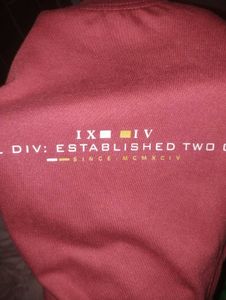 IX IV
DIV: ESTABLISHED TWO
SINCE: MCMXCIV